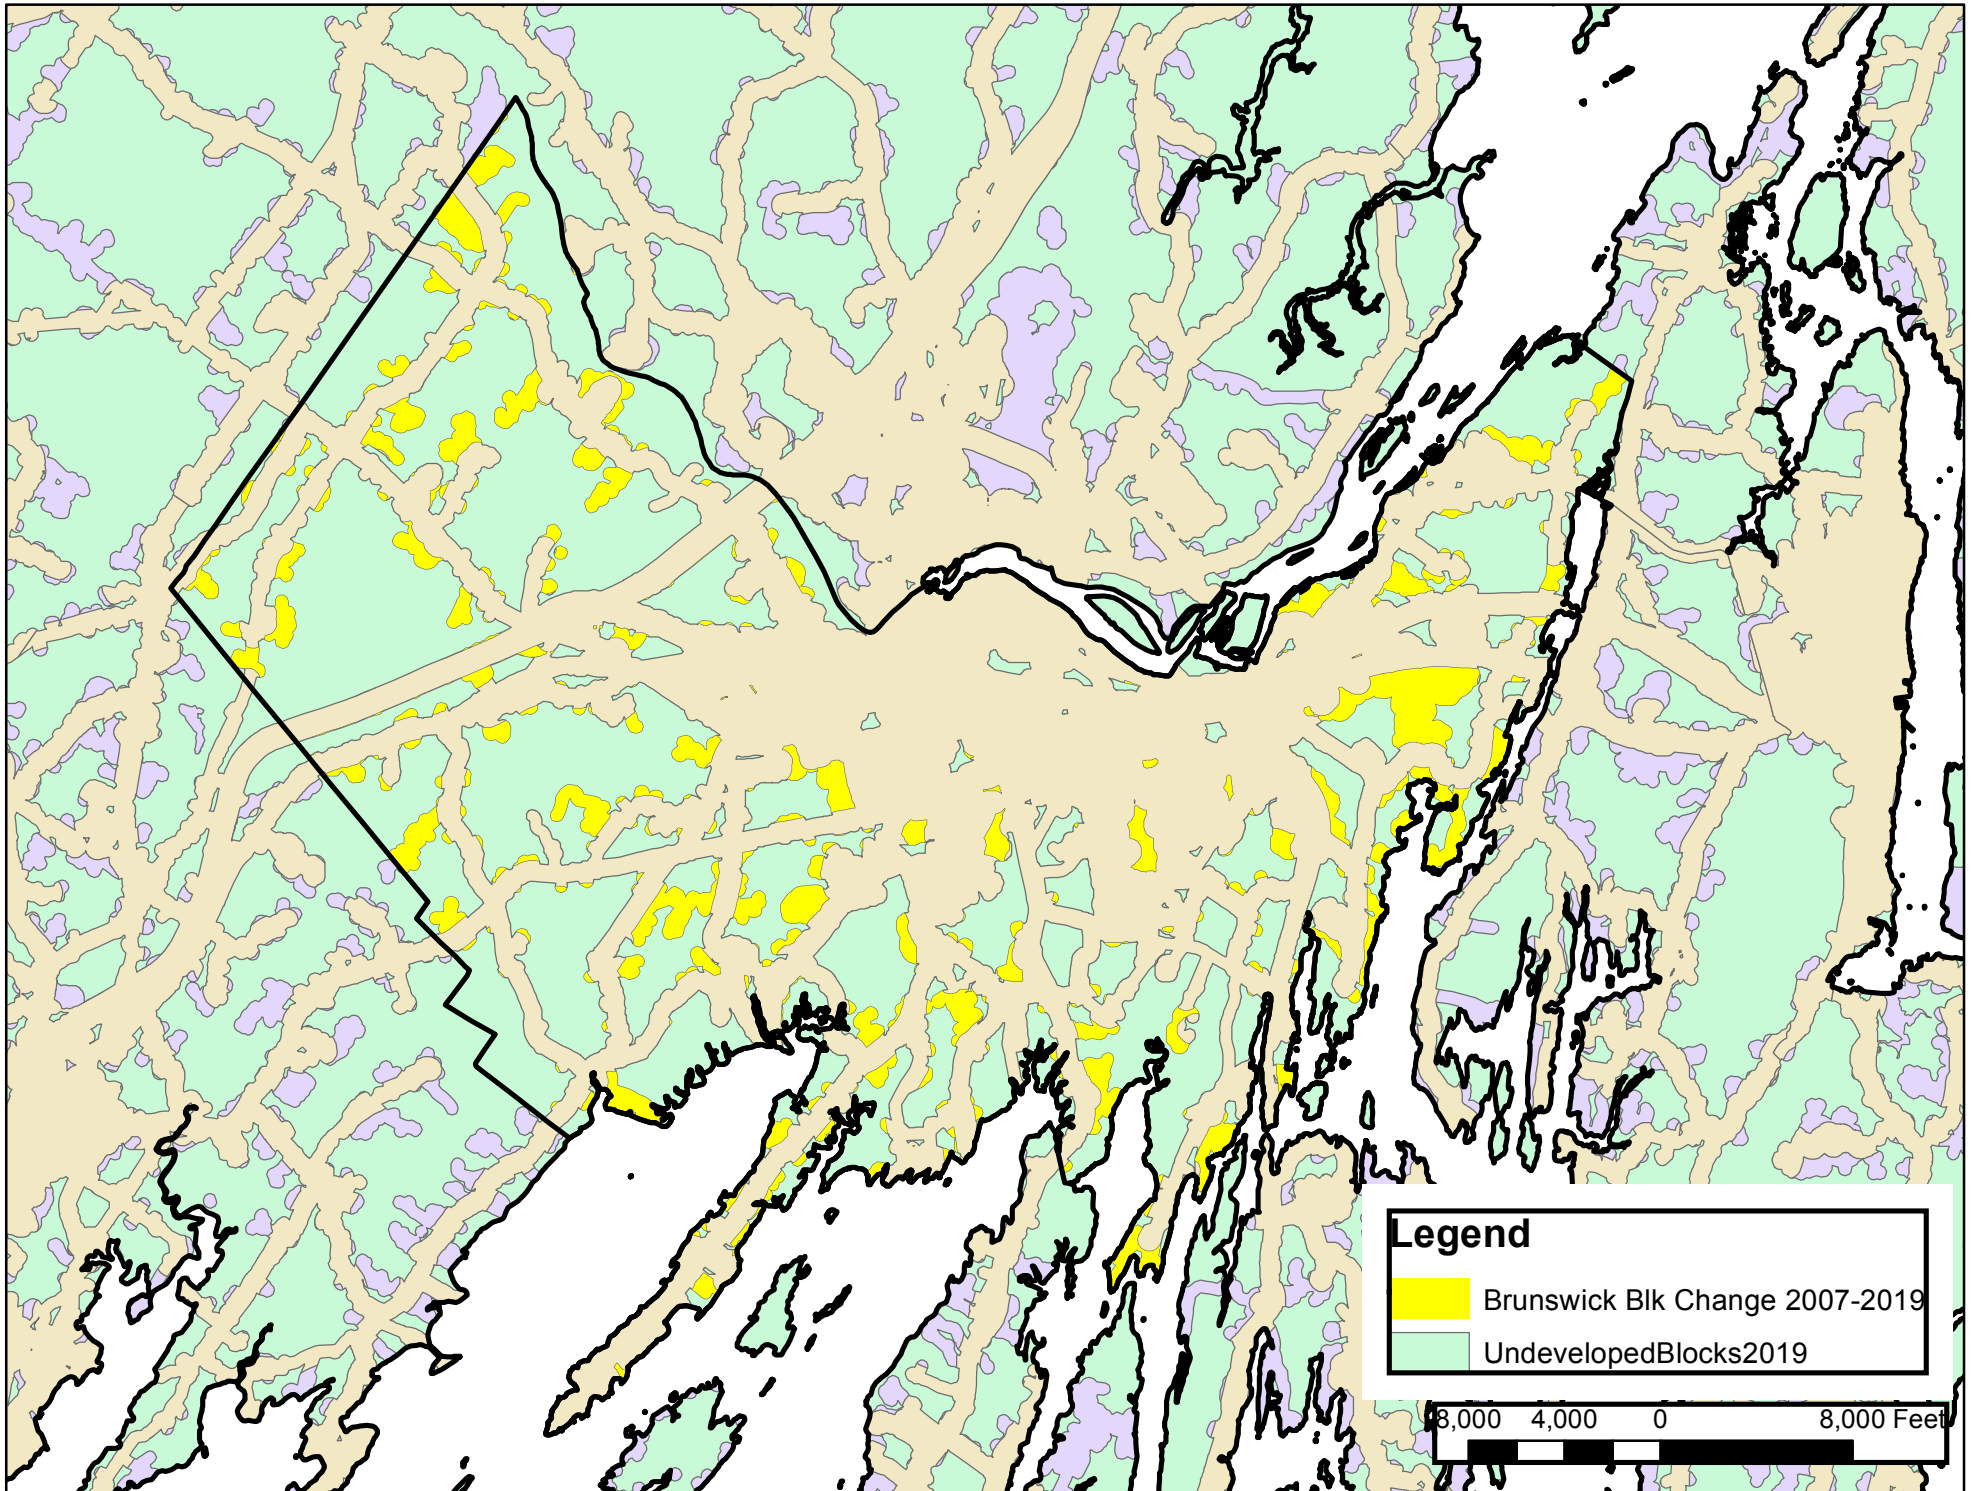 Legend
Brunswick Blk Change 2007-2019
UndevelopedBlocks2019
8,000 4,000 0 8,000 Feet